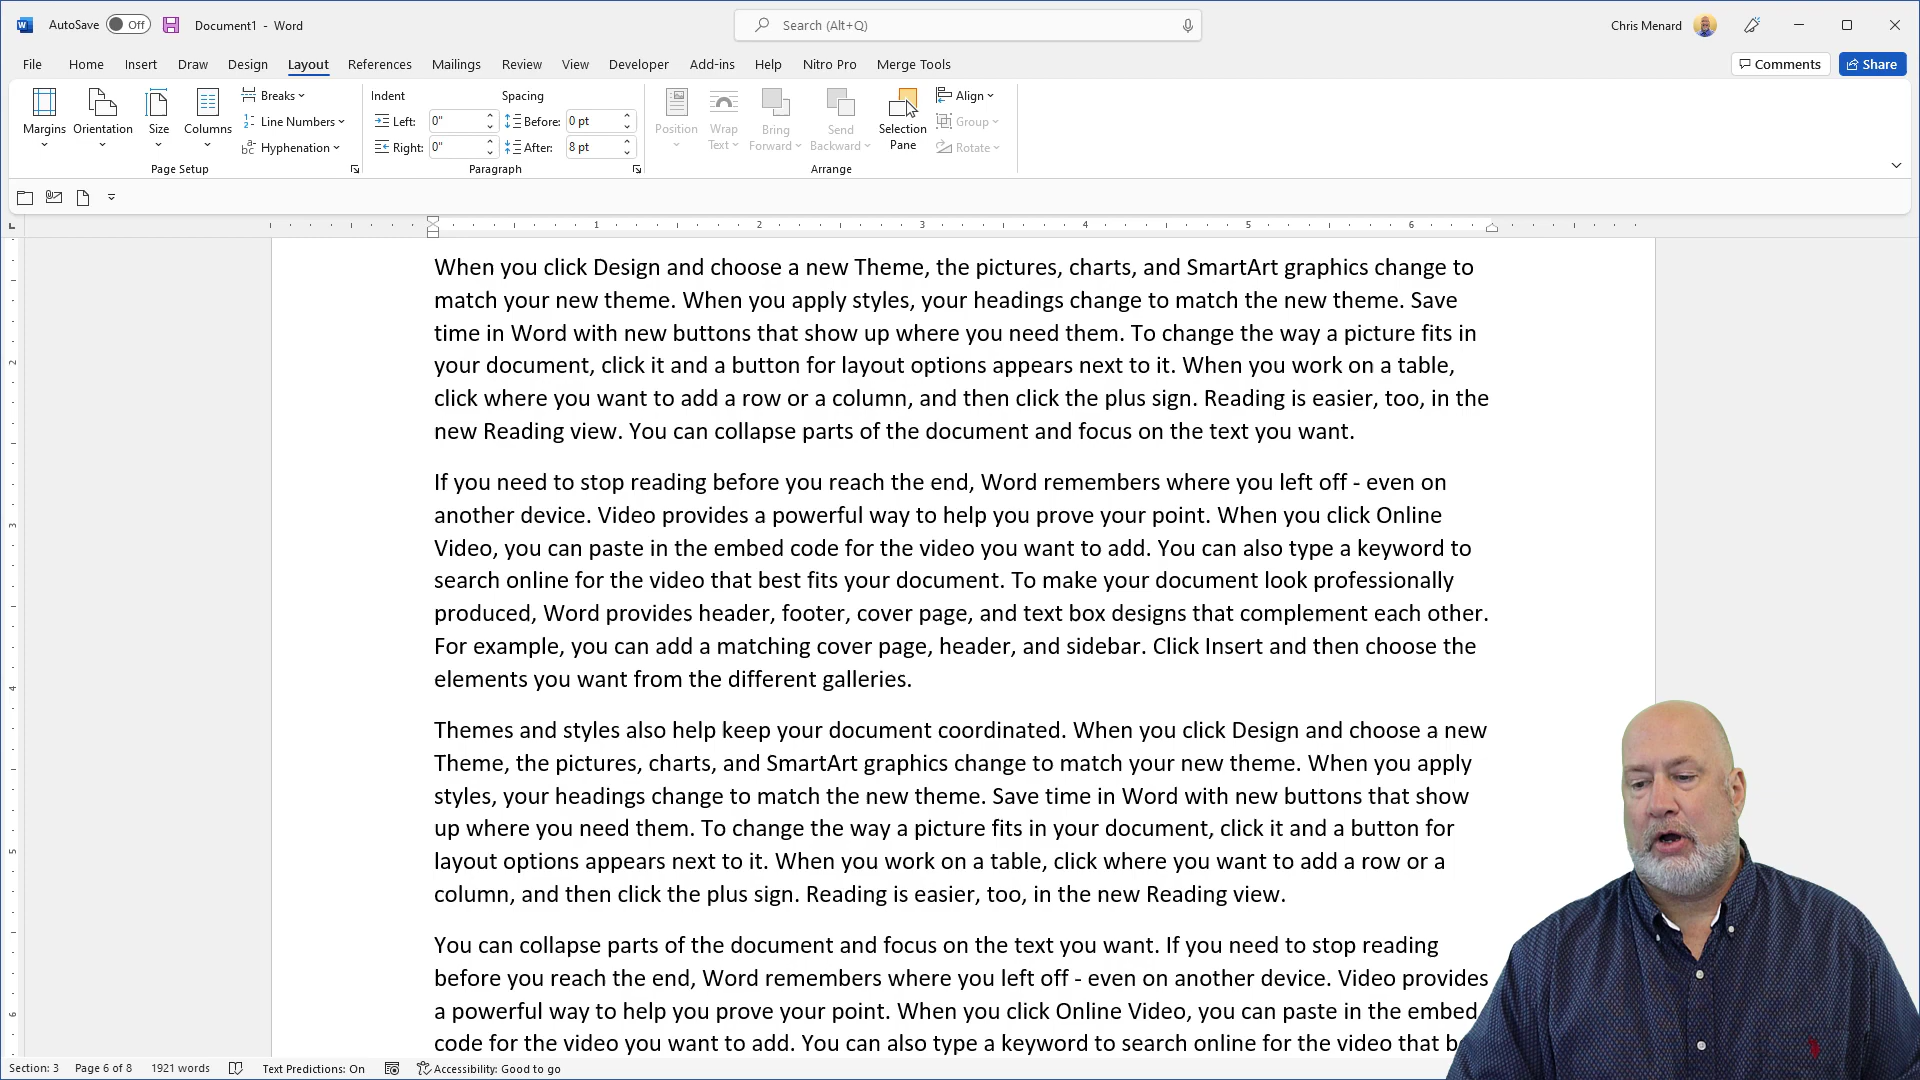 AutoSave Off Document1 - Word
Search (Alt+Q)
Chris Menard
File Home Insert Draw Design Layout References Mailings Review View Developer Add-ins Help Nitro Pro Merge Tools
Comments Share
Margins Orientation Size Columns
Breaks
Line Numbers
Hyphenation
Page Setup
Indent
Left: 0"
Right: 0"
Spacing
Before: 0 pt
After: 8 pt
Paragraph
Position
Wrap Text
Bring Forward
Send Backward
Selection Pane
Align
Group
Rotate
Arrange
1 2 3 4 5 6
2
3
4
5
6
When you click Design and choose a new Theme, the pictures, charts, and SmartArt graphics change to
match your new theme. When you apply styles, your headings change to match the new theme. Save
time in Word with new buttons that show up where you need them. To change the way a picture fits in
your document, click it and a button for layout options appears next to it. When you work on a table,
click where you want to add a row or a column, and then click the plus sign. Reading is easier, too, in the
new Reading view. You can collapse parts of the document and focus on the text you want.
If you need to stop reading before you reach the end, Word remembers where you left off - even on
another device. Video provides a powerful way to help you prove your point. When you click Online
Video, you can paste in the embed code for the video you want to add. You can also type a keyword to
search online for the video that best fits your document. To make your document look professionally
produced, Word provides header, footer, cover page, and text box designs that complement each other.
For example, you can add a matching cover page, header, and sidebar. Click Insert and then choose the
elements you want from the different galleries.
Themes and styles also help keep your document coordinated. When you click Design and choose a new
Theme, the pictures, charts, and SmartArt graphics change to match your new theme. When you apply
styles, your headings change to match the new theme. Save time in Word with new buttons that show
up where you need them. To change the way a picture fits in your document, click it and a button for
layout options appears next to it. When you work on a table, click where you want to add a row or a
column, and then click the plus sign. Reading is easier, too, in the new Reading view.
You can collapse parts of the document and focus on the text you want. If you need to stop reading
before you reach the end, Word remembers where you left off - even on another device. Video provides
a powerful way to help you prove your point. When you click Online Video, you can paste in the embed
code for the video you want to add. You can also type a keyword to search online for the video that
Section: 3 Page 6 of 8 1921 words Text Predictions: On Accessibility: Good to go